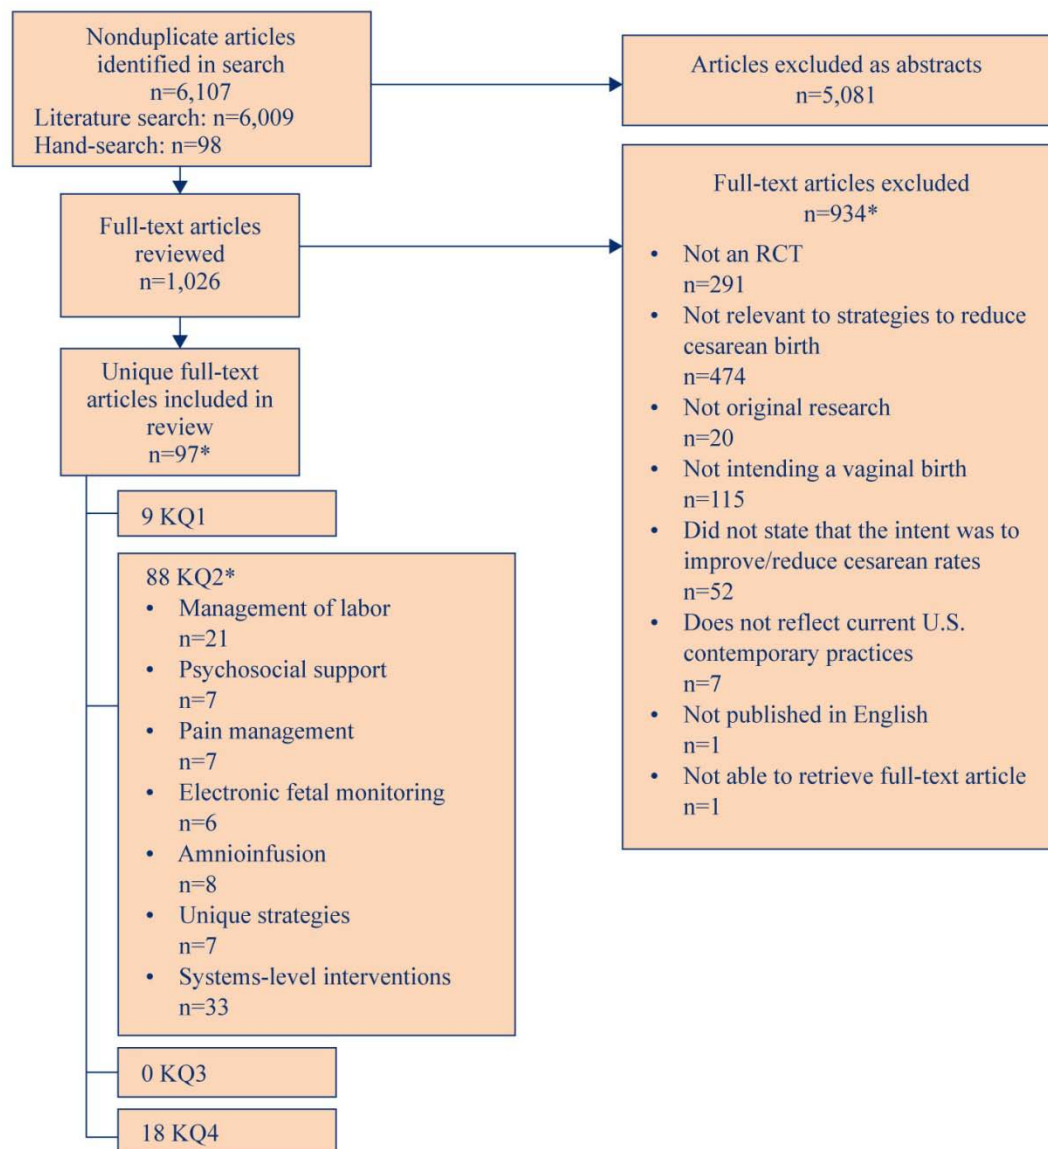 Nonduplicate articles
identified in search
n=6,107
Literature search: n=6,009
Hand-search: n=98
Articles excluded as abstracts
n=5,081
Full-text articles
reviewed
n=1,026
Full-text articles excluded
n=934*
• Not an RCT
n=291
• Not relevant to strategies to reduce
cesarean birth
n=474
• Not original research
n=20
• Not intending a vaginal birth
n=115
• Did not state that the intent was to
improve/reduce cesarean rates
n=52
• Does not reflect current U.S.
contemporary practices
n=7
• Not published in English
n=1
• Not able to retrieve full-text article
n=1
Unique full-text
articles included in
review
n=97*
9 KQ1
88 KQ2*
• Management of labor
n=21
• Psychosocial support
n=7
• Pain management
n=7
• Electronic fetal monitoring
n=6
• Amnioinfusion
n=8
• Unique strategies
n=7
• Systems-level interventions
n=33
0 KQ3
18 KQ4